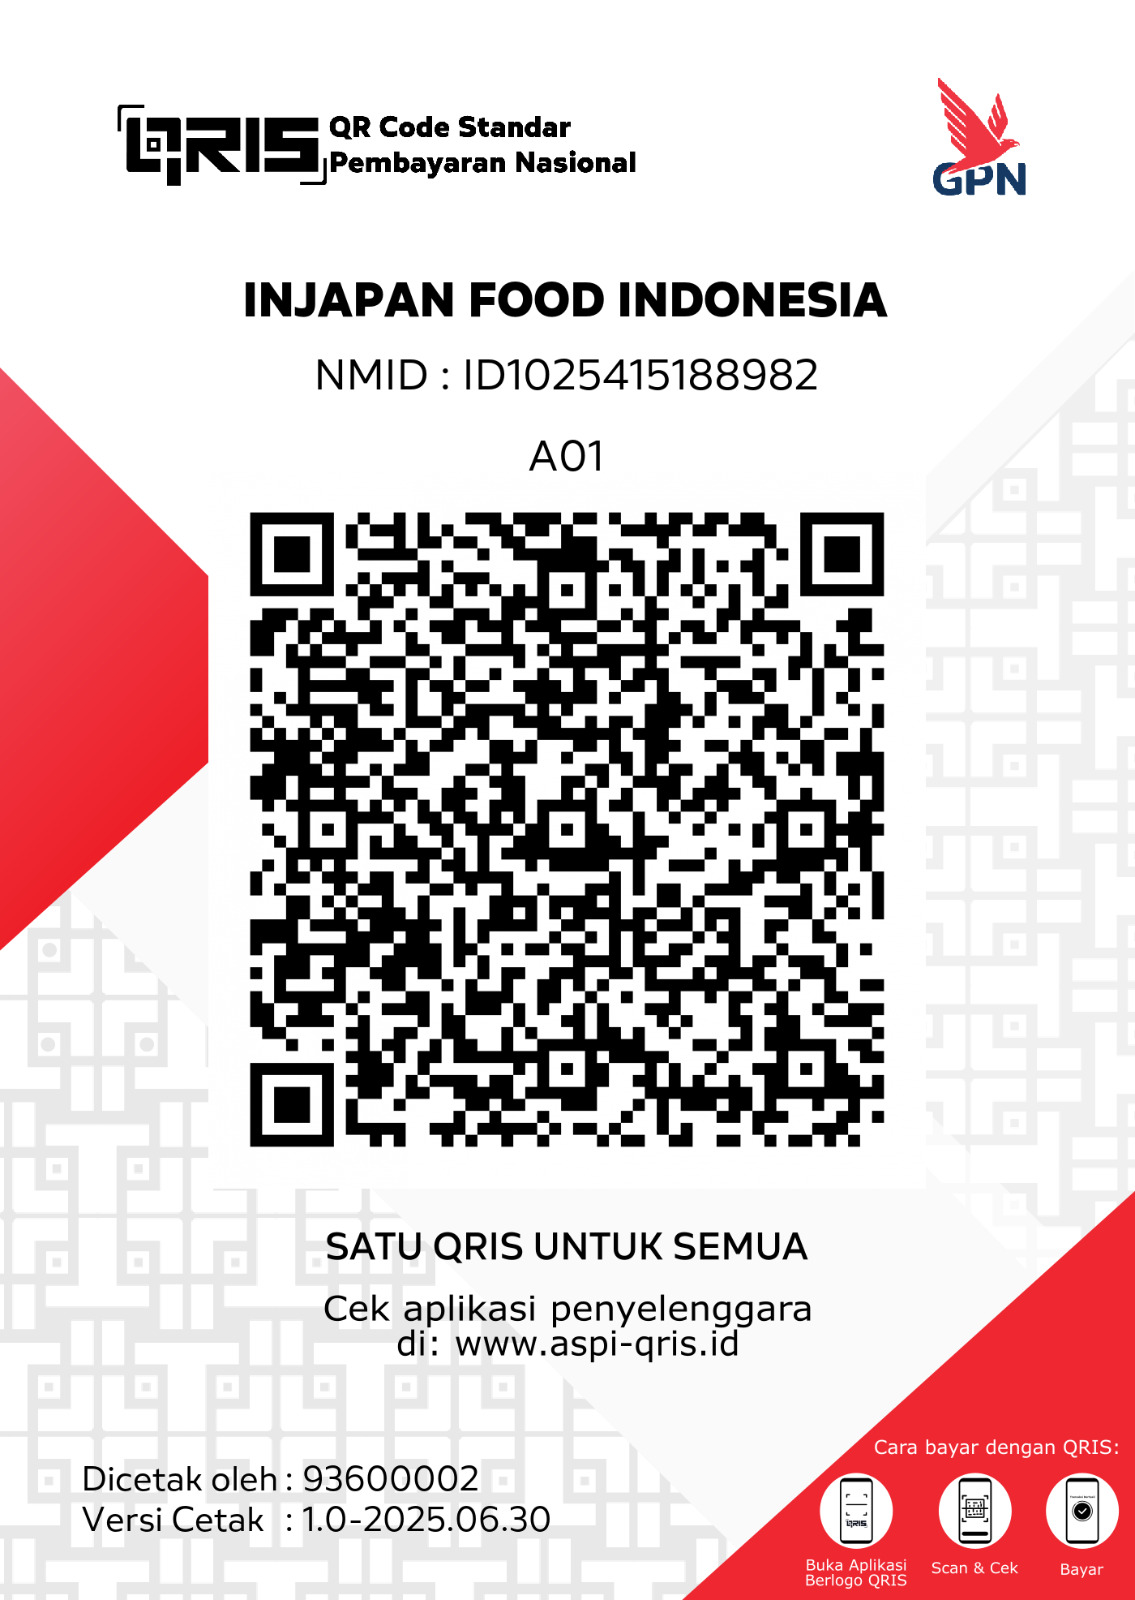 QRIS QR Code Standar
Pembayaran Nasional
GPN
INJAPAN FOOD INDONESIA
NMID : ID1025415188982
A01
SATU QRIS UNTUK SEMUA
Cek aplikasi penyelenggara
di: www.aspi-qris.id
Dicetak oleh : 93600002
Versi Cetak : 1.0-2025.06.30
Cara bayar dengan QRIS:
QRIS
Buka Aplikasi
Berlogo QRIS
Scan & Cek
Bayar